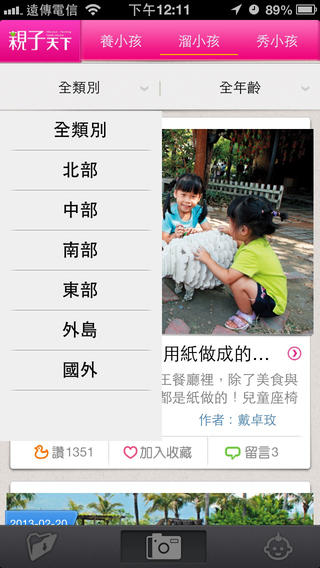 遠傳電信 下午12:11 89%
親子天下 養小孩 溜小孩 秀小孩
全類別 全年齡
全類別
北部
中部
南部
東部
外島
國外
用紙做成的...
王餐廳裡，除了美食與
都是紙做的！兒童座椅
作者：戴卓玫
讚1351 加入收藏 留言3
2013-02-20